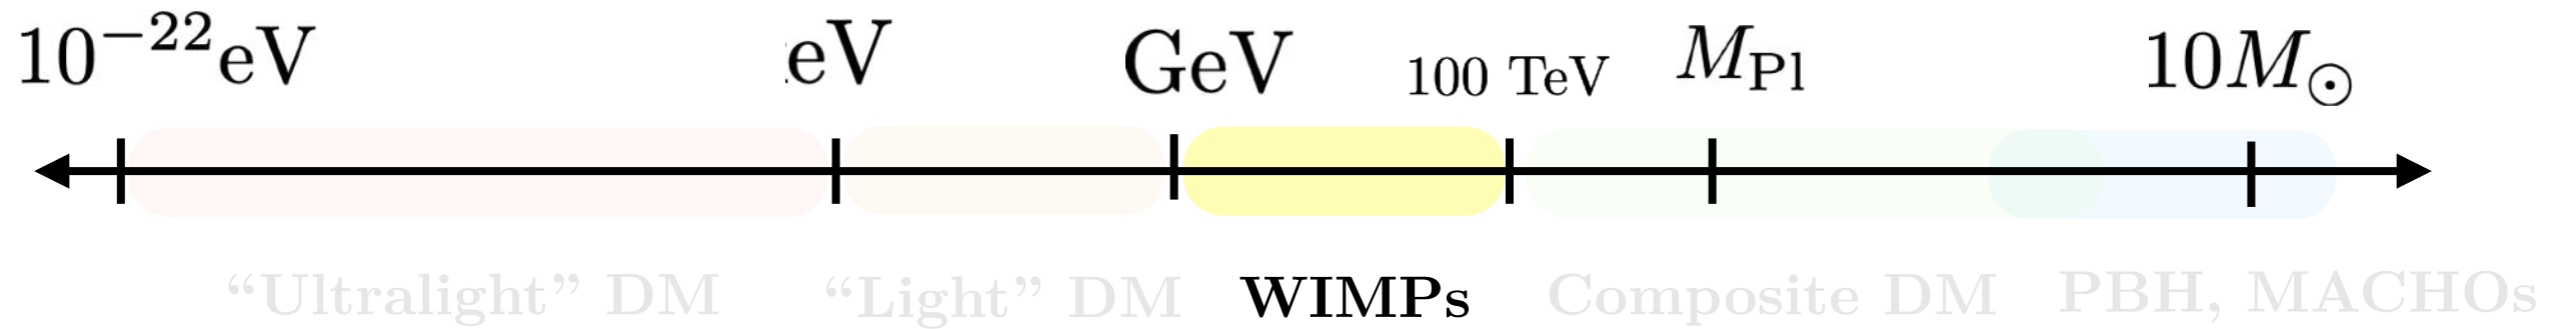 10⁻²²eV eV GeV 100 TeV M_Pl 10M_⊙
“Ultralight” DM “Light” DM WIMPs Composite DM PBH, MACHOs